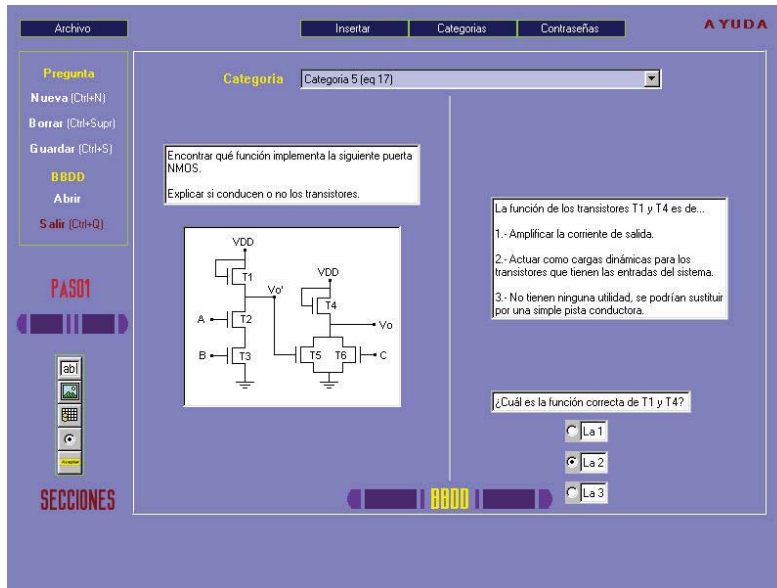 Archivo
Insertar
Categorias
Contraseñas
AYUDA
Pregunta
Nueva (Ctrl+N)
Borrar (Ctrl+Supr)
Guardar (Ctrl+S)
BBDD
Abrir
Salir (Ctrl+Q)
PASO1
ab|
Aceptar
SECCIONES
Categoria
Categoria 5 (eq 17)
Encontrar qué función implementa la siguiente puerta
NMOS.
Explicar si conducen o no los transistores.
VDD
T1
Vo'
VDD
T4
A
T2
Vo
B
T3
T5
T6
C
La función de los transistores T1 y T4 es de...
1.- Amplificar la corriente de salida.
2.- Actuar como cargas dinámicas para los
transistores que tienen las entradas del sistema.
3.- No tienen ninguna utilidad, se podrían sustituir
por una simple pista conductora.
¿Cuál es la función correcta de T1 y T4?
La 1
La 2
La 3
BBDD